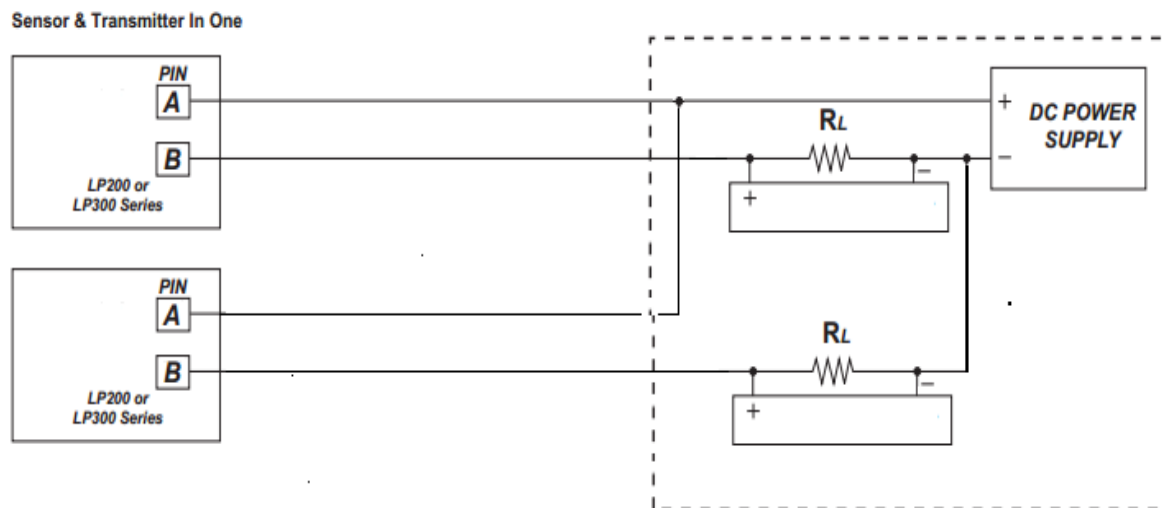 Sensor & Transmitter In One
PIN
A
B
LP200 or
LP300 Series
RL
+
−
+
−
DC POWER
SUPPLY
PIN
A
B
LP200 or
LP300 Series
RL
+
−